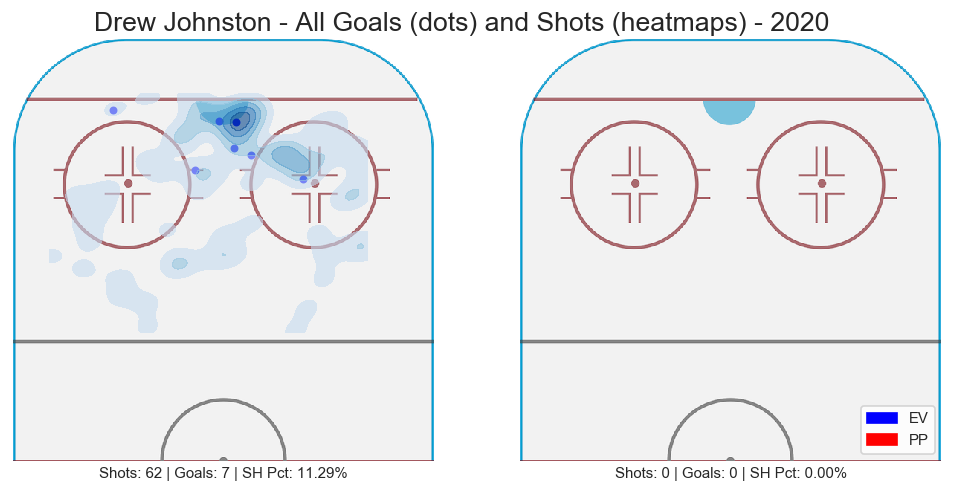 Drew Johnston - All Goals (dots) and Shots (heatmaps) - 2020
EV
PP
Shots: 62 | Goals: 7 | SH Pct: 11.29%
Shots: 0 | Goals: 0 | SH Pct: 0.00%